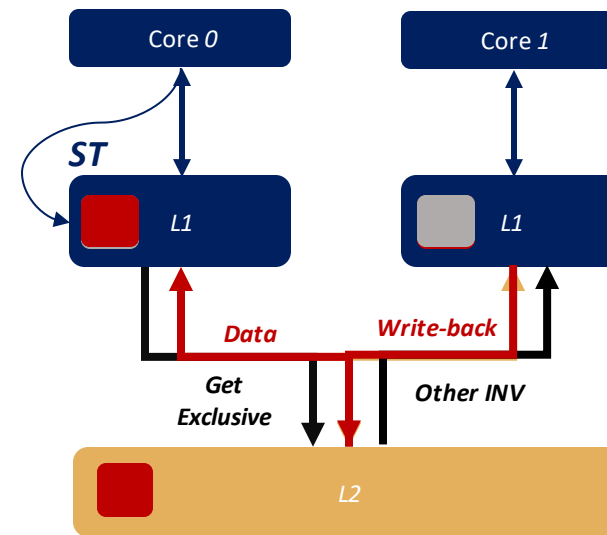 Core 0
Core 1
ST
L1
L1
Data
Write-back
Get
Exclusive
Other INV
L2